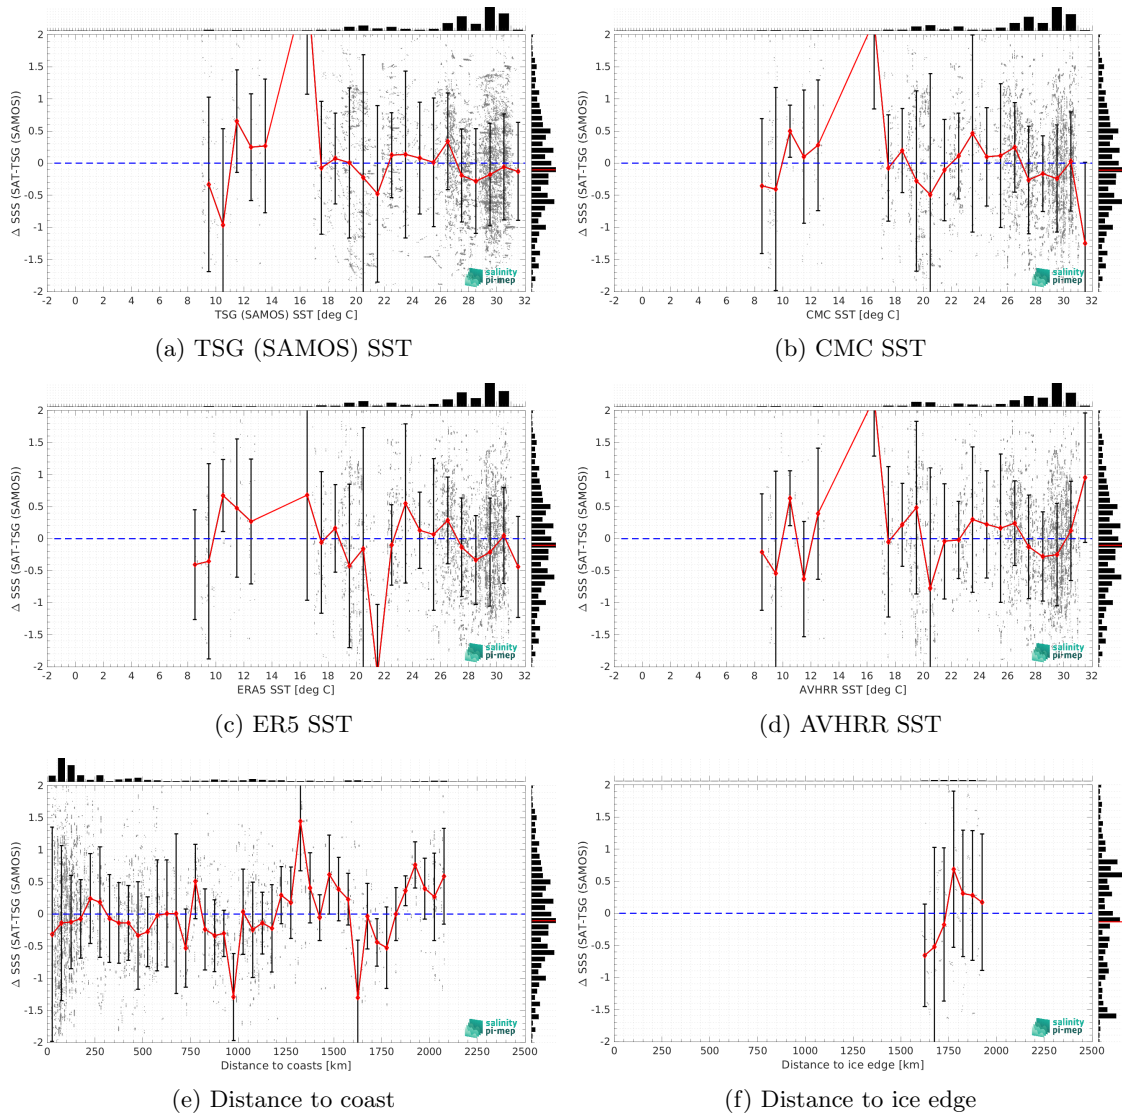 2
1.5
1
0.5
0
-0.5
-1
-1.5
-2
Δ SSS (SAT-TSG (SAMOS))
-2 0 2 4 6 8 10 12 14 16 18 20 22 24 26 28 30 32
TSG (SAMOS) SST [deg C]
salinity
pi-mep
(a) TSG (SAMOS) SST
2
1.5
1
0.5
0
-0.5
-1
-1.5
-2
Δ SSS (SAT-TSG (SAMOS))
-2 0 2 4 6 8 10 12 14 16 18 20 22 24 26 28 30 32
CMC SST [deg C]
salinity
pi-mep
(b) CMC SST
2
1.5
1
0.5
0
-0.5
-1
-1.5
-2
Δ SSS (SAT-TSG (SAMOS))
-2 0 2 4 6 8 10 12 14 16 18 20 22 24 26 28 30 32
ERA5 SST [deg C]
salinity
pi-mep
(c) ER5 SST
2
1.5
1
0.5
0
-0.5
-1
-1.5
-2
Δ SSS (SAT-TSG (SAMOS))
-2 0 2 4 6 8 10 12 14 16 18 20 22 24 26 28 30 32
AVHRR SST [deg C]
salinity
pi-mep
(d) AVHRR SST
2
1.5
1
0.5
0
-0.5
-1
-1.5
-2
Δ SSS (SAT-TSG (SAMOS))
0 250 500 750 1000 1250 1500 1750 2000 2250 2500
Distance to coasts [km]
salinity
pi-mep
(e) Distance to coast
2
1.5
1
0.5
0
-0.5
-1
-1.5
-2
Δ SSS (SAT-TSG (SAMOS))
0 250 500 750 1000 1250 1500 1750 2000 2250 2500
Distance to ice edge [km]
salinity
pi-mep
(f) Distance to ice edge